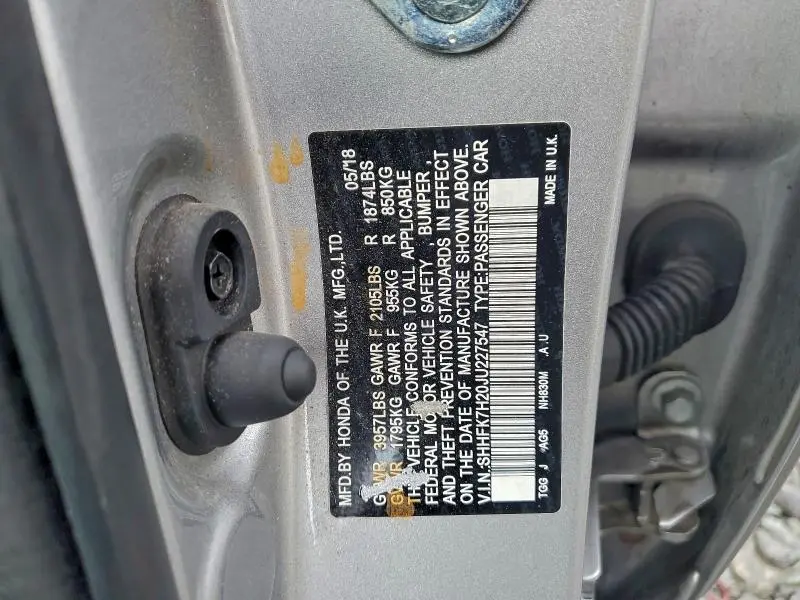 MFD.BY HONDA OF THE U.K. MFG.,LTD. 05/18
GVWR 3957LBS GAWR F 2105LBS R 1874LBS
GVWR 1795KG GAWR F 955KG R 850KG
THIS VEHICLE CONFORMS TO ALL APPLICABLE
FEDERAL MOTOR VEHICLE SAFETY , BUMPER ,
AND THEFT PREVENTION STANDARDS IN EFFECT
ON THE DATE OF MANUFACTURE SHOWN ABOVE.
V.I.N.:SHHFK7H20JU227547 TYPE:PASSENGER CAR
TGG J AG5 NH830M A.U MADE IN U.K.